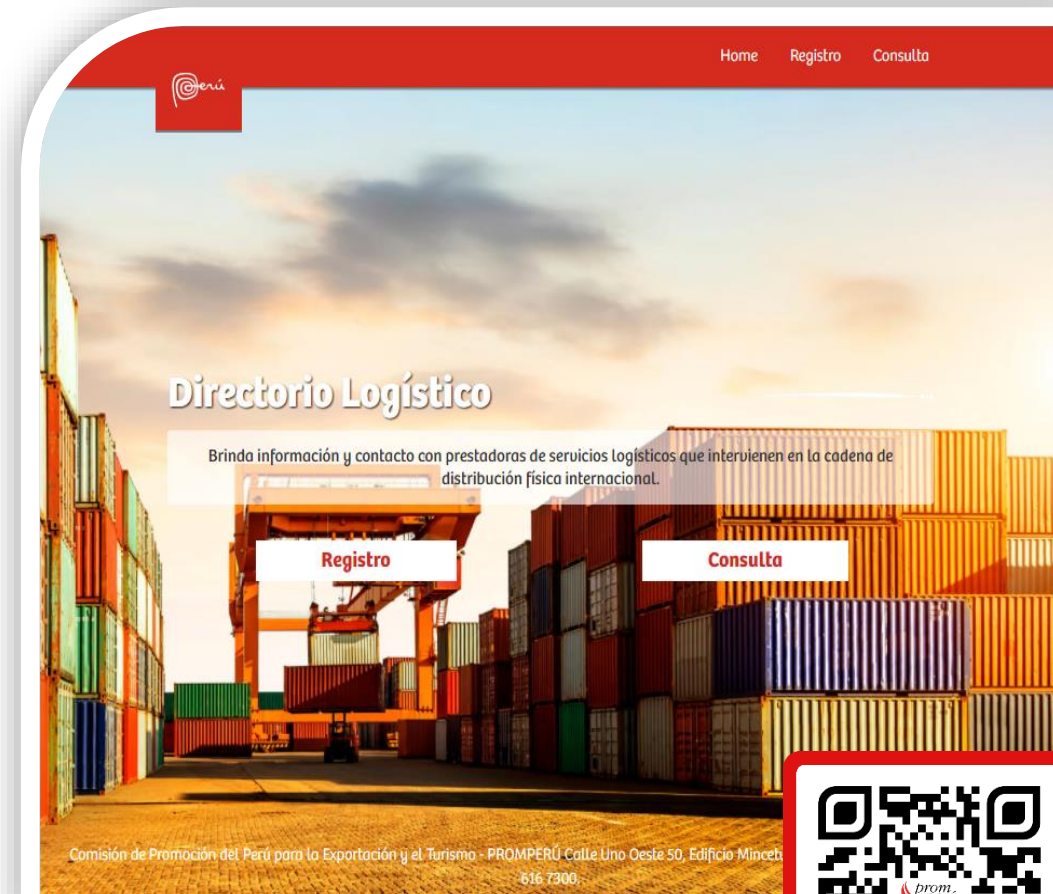 Home Registro Consulta
Perú
Directorio Logístico
Brinda información y contacto con prestadoras de servicios logísticos que intervienen en la cadena de
distribución física internacional.
Registro Consulta
Comisión de Promoción del Perú para la Exportación y el Turismo - PROMPERÚ Calle Uno Oeste 50, Edificio
616 7300.
prom